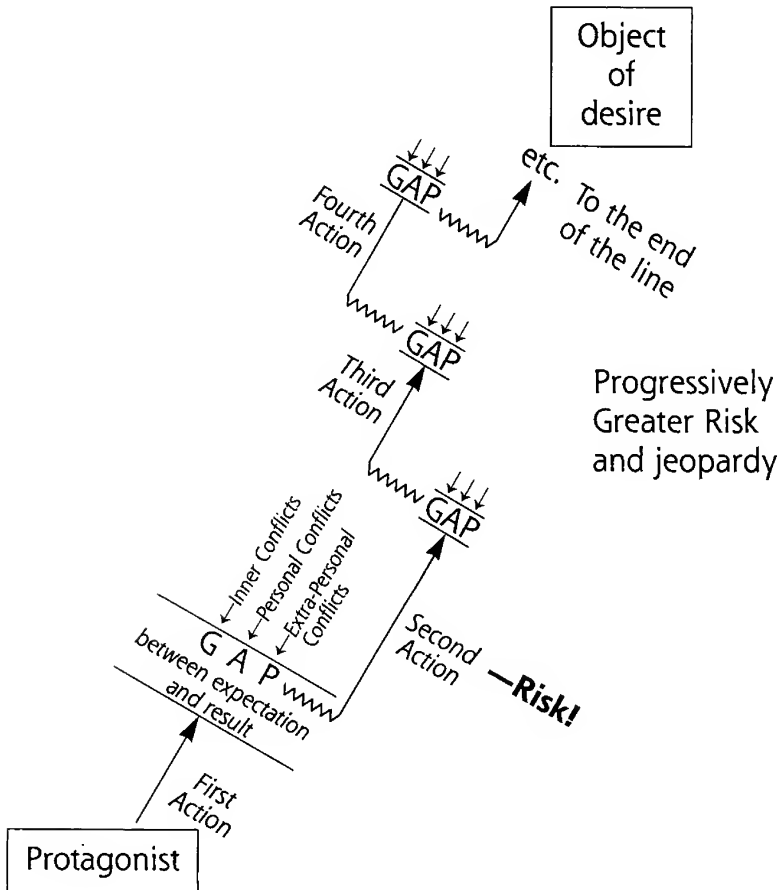 Object
of
desire
etc. To the end
of the line
GAP
Fourth
Action
GAP
Third
Action
Progressively
Greater Risk
and jeopardy
GAP
Inner Conflicts
Personal Conflicts
Extra-Personal
Conflicts
G A P
between expectation
and result
Second
Action
—Risk!
First
Action
Protagonist